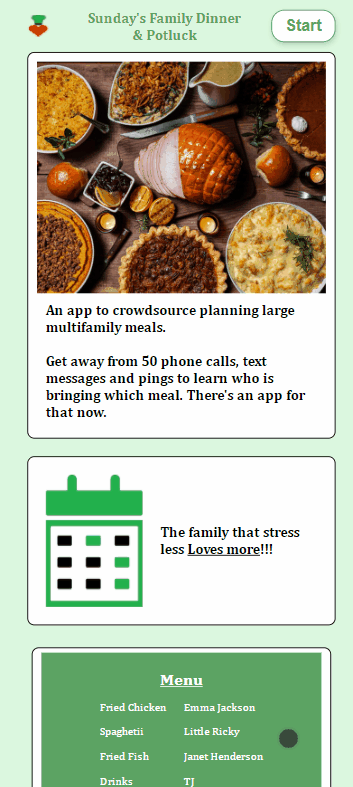 Sunday's Family Dinner
& Potluck
Start
An app to crowdsource planning large
multifamily meals.
Get away from 50 phone calls, text
messages and pings to learn who is
bringing which meal. There's an app for
that now.
The family that stress
less Loves more!!!
Menu
Fried Chicken Emma Jackson
Spaghetii Little Ricky
Fried Fish Janet Henderson
Drinks TJ